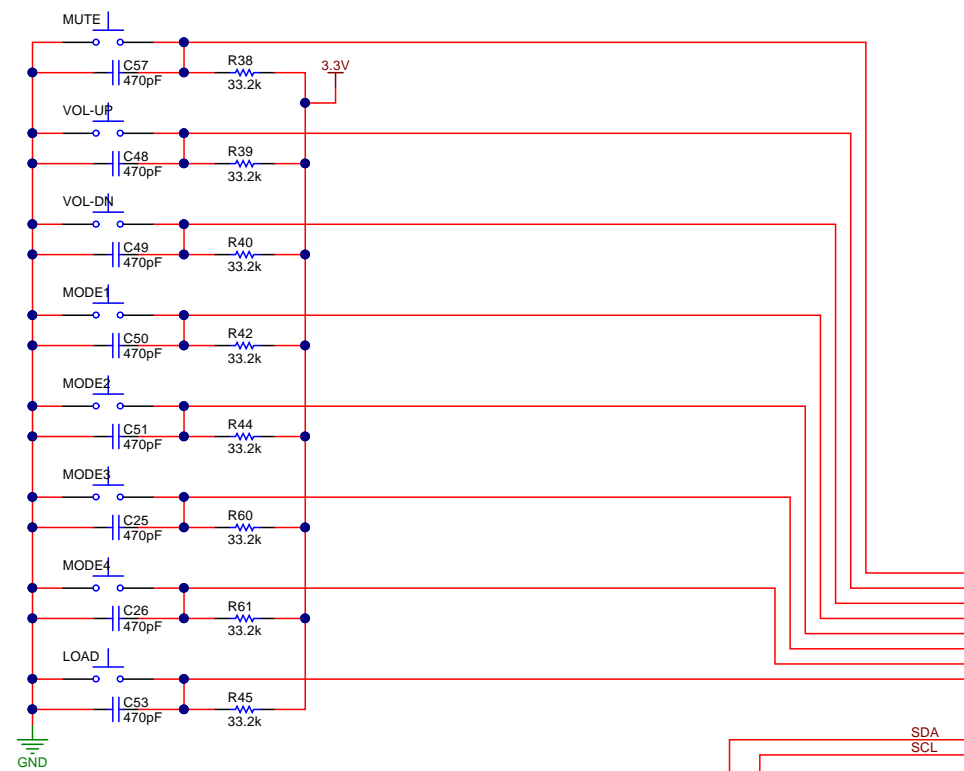 MUTE
C57
470pF
R38
33.2k
3.3V
VOL-UP
C48
470pF
R39
33.2k
VOL-DN
C49
470pF
R40
33.2k
MODE1
C50
470pF
R42
33.2k
MODE2
C51
470pF
R44
33.2k
MODE3
C25
470pF
R60
33.2k
MODE4
C26
470pF
R61
33.2k
LOAD
C53
470pF
R45
33.2k
GND
SDA
SCL